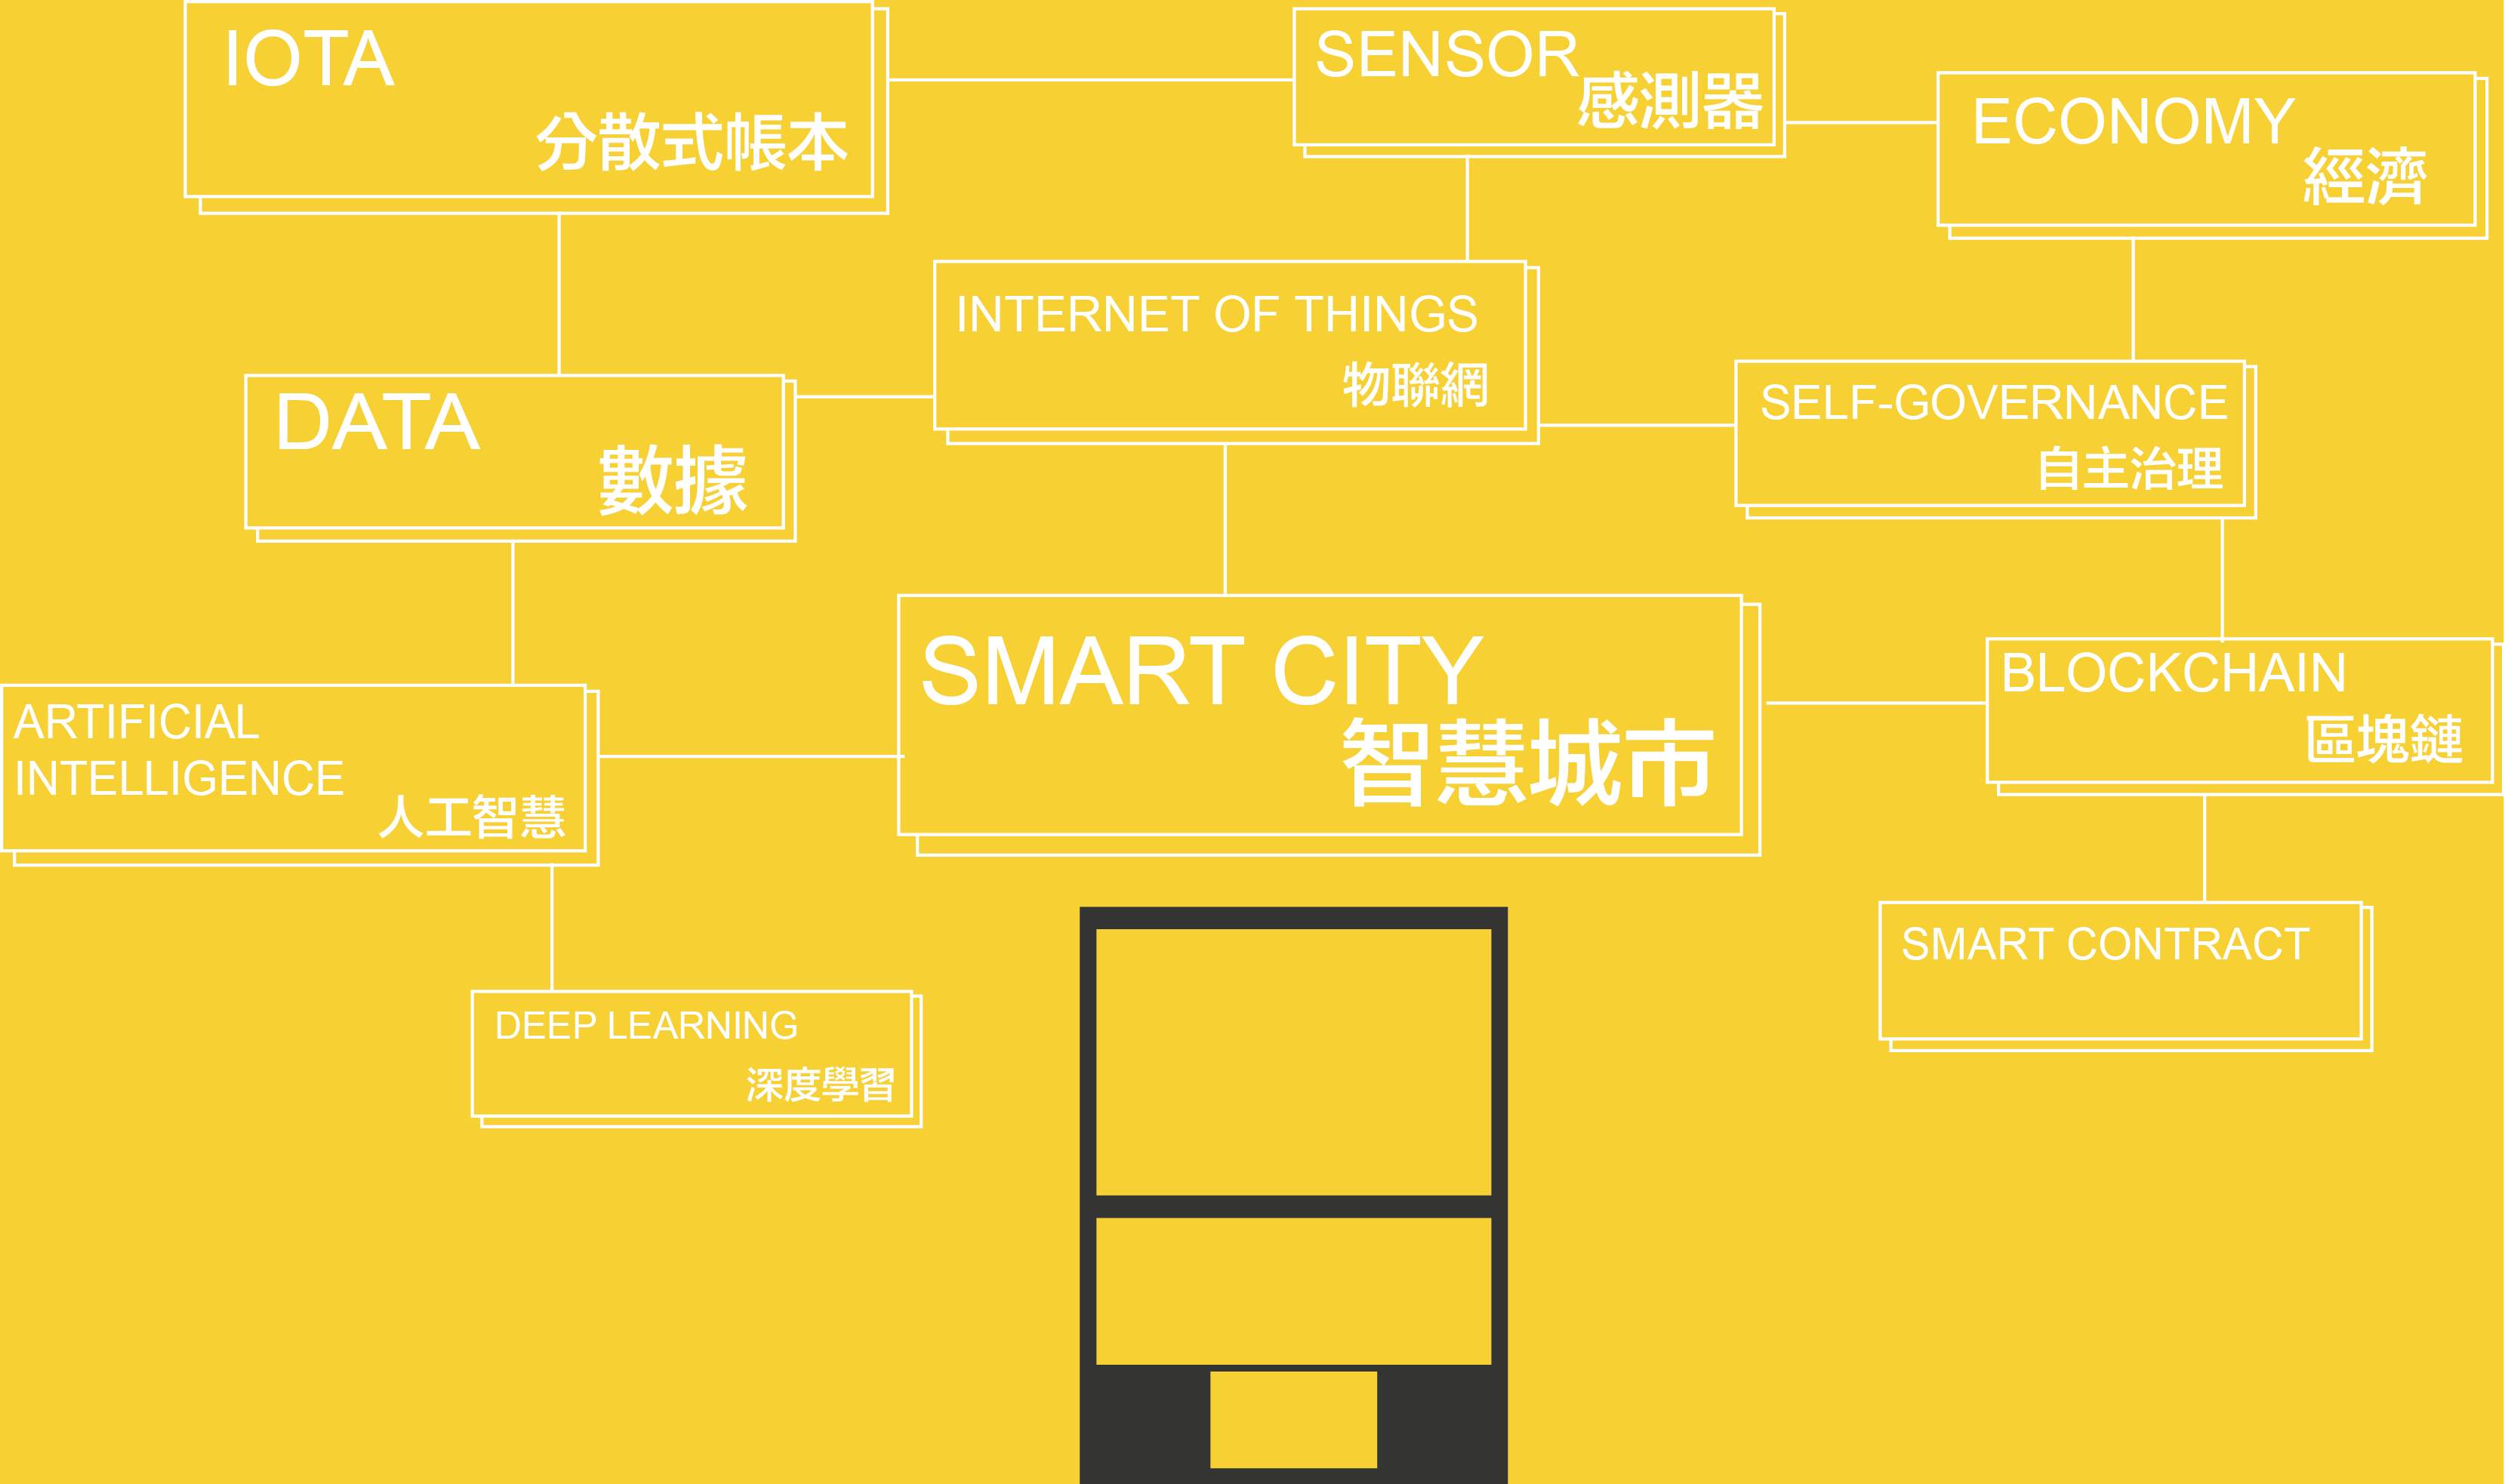 IOTA
分散式帳本
SENSOR
感測器
ECONOMY
經濟
INTERNET OF THINGS
物聯網
DATA
數據
SELF-GOVERNANCE
自主治理
SMART CITY
智慧城市
BLOCKCHAIN
區塊鏈
ARTIFICIAL
INTELLIGENCE
人工智慧
SMART CONTRACT
DEEP LEARNING
深度學習